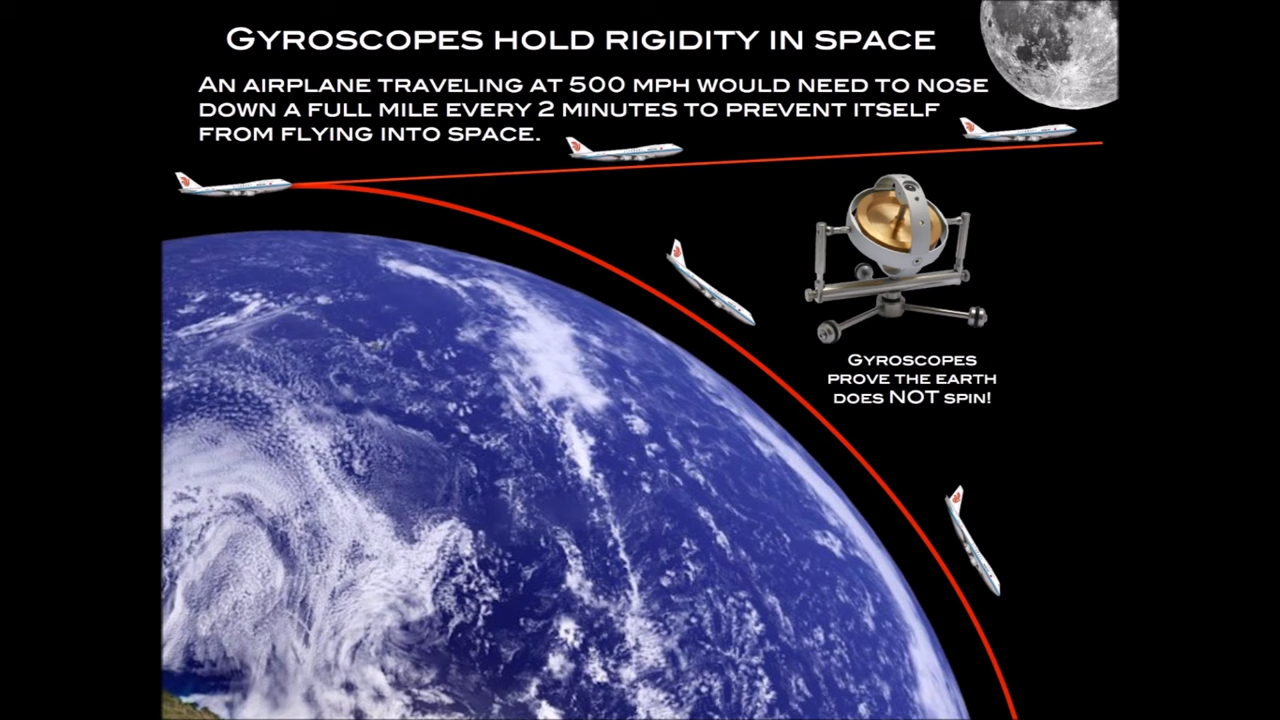 Gyroscopes hold rigidity in space
An airplane traveling at 500 mph would need to nose
down a full mile every 2 minutes to prevent itself
from flying into space.
Gyroscopes
prove the earth
does NOT spin!